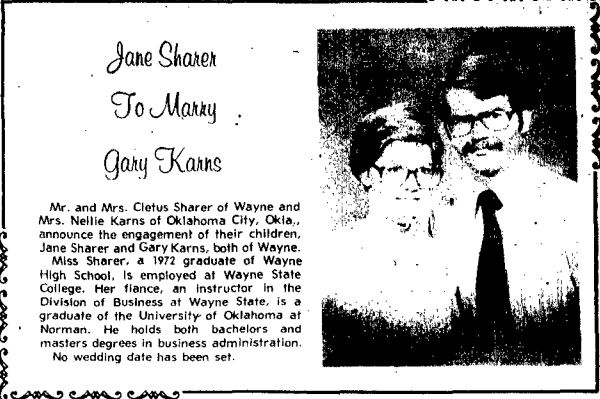 Jane Sharer
To Marry
Gary Karns
Mr. and Mrs. Cletus Sharer of Wayne and
Mrs. Nellie Karns of Oklahoma City, Okla.,
announce the engagement of their children,
Jane Sharer and Gary Karns, both of Wayne.
Miss Sharer, a 1972 graduate of Wayne
High School, is employed at Wayne State
College. Her fiance, an instructor in the
Division of Business at Wayne State, is a
graduate of the University of Oklahoma at
Norman. He holds both bachelors and
masters degrees in business administration.
No wedding date has been set.